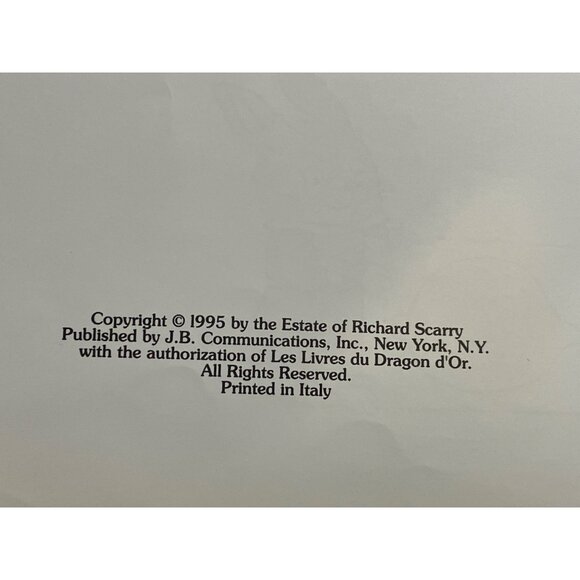 Copyright © 1995 by the Estate of Richard Scarry
Published by J.B. Communications, Inc., New York, N.Y.
with the authorization of Les Livres du Dragon d'Or.
All Rights Reserved.
Printed in Italy